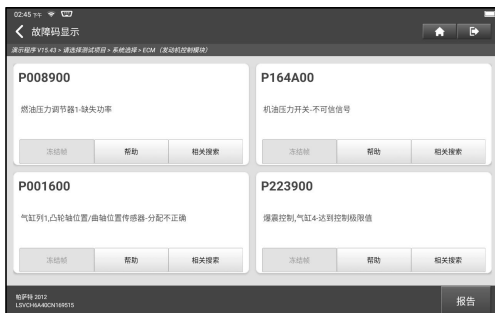 02:45 下午
故障码显示
演示程序 V15.43 > 请选择测试项目 > 系统选择 > ECM（发动机控制模块）
P008900
燃油压力调节器1-缺失功率
冻结帧 帮助 相关搜索
P164A00
机油压力开关-不可信信号
冻结帧 帮助 相关搜索
P001600
气缸列1,凸轮轴位置/曲轴位置传感器-分配不正确
冻结帧 帮助 相关搜索
P223900
爆震控制,气缸4-达到控制极限值
冻结帧 帮助 相关搜索
帕萨特 2012
LSVCH6A40CN169515
报告